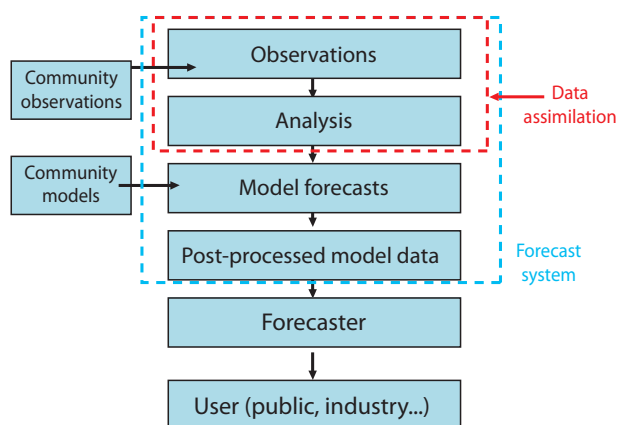 Observations
Community
observations
Data
assimilation
Analysis
Community
models
Model forecasts
Post-processed model data
Forecast
system
Forecaster
User (public, industry...)